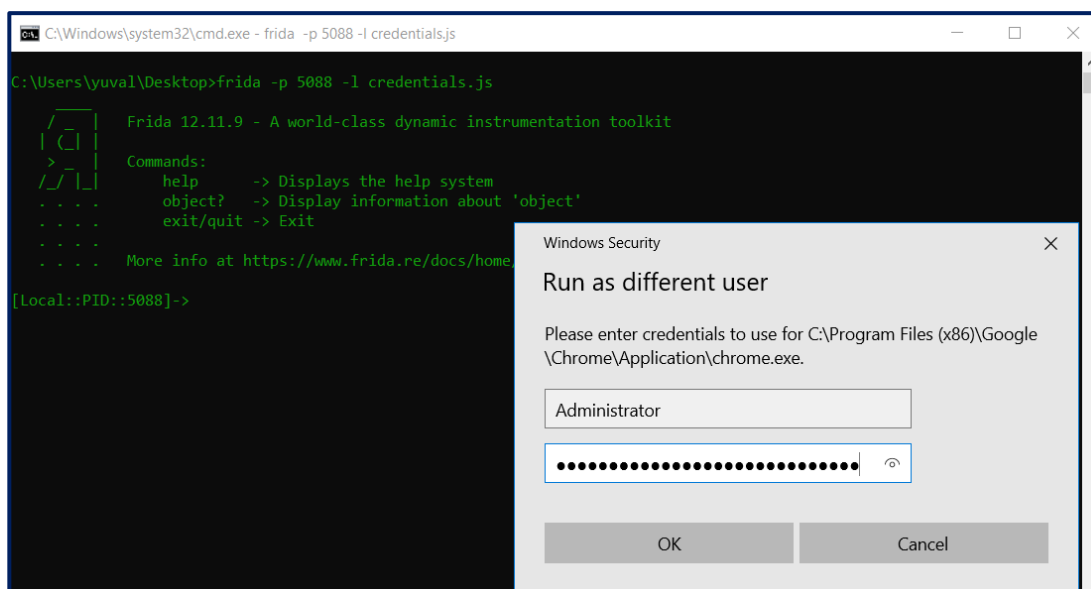 C:\Windows\system32\cmd.exe - frida  -p 5088 -l credentials.js
C:\Users\yuval\Desktop>frida -p 5088 -l credentials.js
     ____
    / _  |   Frida 12.11.9 - A world-class dynamic instrumentation toolkit
   | (_| |
    > _  |   Commands:
   /_/ |_|       help      -> Displays the help system
   . . . .       object?   -> Display information about 'object'
   . . . .       exit/quit -> Exit
   . . . .
   . . . .   More info at https://www.frida.re/docs/home/
[Local::PID::5088]->
Windows Security
Run as different user
Please enter credentials to use for C:\Program Files (x86)\Google
\Chrome\Application\chrome.exe.
Administrator
●●●●●●●●●●●●●●●●●●●●●●●●●●●●●
OK
Cancel